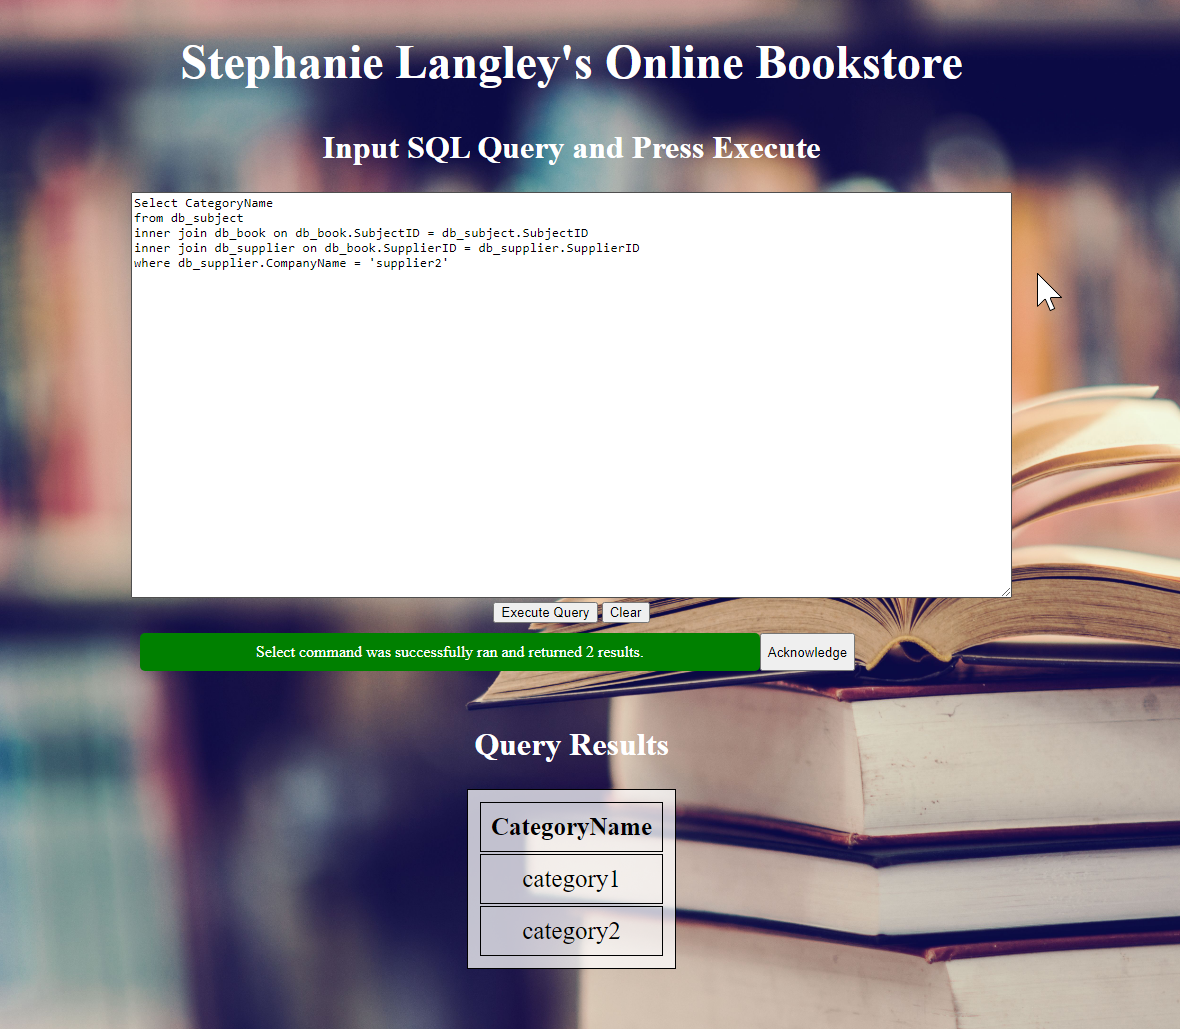 Stephanie Langley's Online Bookstore
Input SQL Query and Press Execute
Select CategoryName
from db_subject
inner join db_book on db_book.SubjectID = db_subject.SubjectID
inner join db_supplier on db_book.SupplierID = db_supplier.SupplierID
where db_supplier.CompanyName = 'supplier2'
Execute Query Clear
Select command was successfully ran and returned 2 results. Acknowledge
Query Results
CategoryName
category1
category2